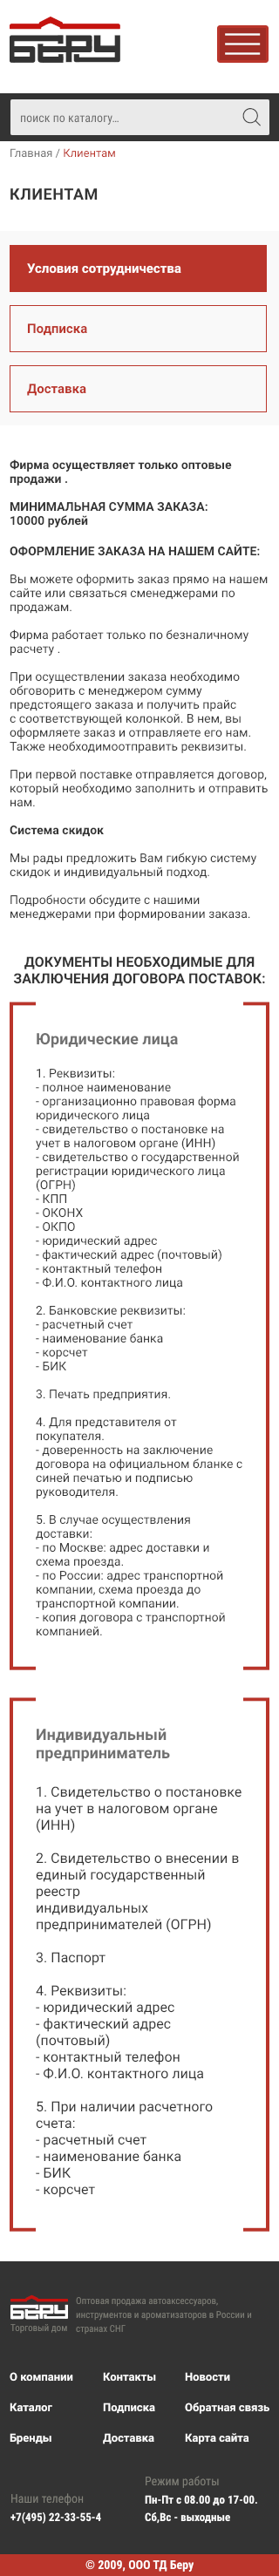 БЕРУ
поиск по каталогу...
Главная / Клиентам
КЛИЕНТАМ
Условия сотрудничества
Подписка
Доставка
Фирма осуществляет только оптовые
продажи .
МИНИМАЛЬНАЯ СУММА ЗАКАЗА:
10000 рублей
ОФОРМЛЕНИЕ ЗАКАЗА НА НАШЕМ САЙТЕ:
Вы можете оформить заказ прямо на нашем
сайте или связаться сменеджерами по
продажам.
Фирма работает только по безналичному
расчету .
При осуществлении заказа необходимо
обговорить с менеджером сумму
предстоящего заказа и получить прайс
с соответствующей колонкой. В нем, вы
оформляете заказ и отправляете его нам.
Также необходимоотправить реквизиты.
При первой поставке отправляется договор,
который необходимо заполнить и отправить
нам.
Система скидок
Мы рады предложить Вам гибкую систему
скидок и индивидуальный подход.
Подробности обсудите с нашими
менеджерами при формировании заказа.
ДОКУМЕНТЫ НЕОБХОДИМЫЕ ДЛЯ
ЗАКЛЮЧЕНИЯ ДОГОВОРА ПОСТАВОК:
Юридические лица
1. Реквизиты:
- полное наименование
- организационно правовая форма
юридического лица
- свидетельство о постановке на
учет в налоговом органе (ИНН)
- свидетельство о государственной
регистрации юридического лица
(ОГРН)
- КПП
- ОКОНХ
- ОКПО
- юридический адрес
- фактический адрес (почтовый)
- контактный телефон
- Ф.И.О. контактного лица
2. Банковские реквизиты:
- расчетный счет
- наименование банка
- корсчет
- БИК
3. Печать предприятия.
4. Для представителя от
покупателя.
- доверенность на заключение
договора на официальном бланке с
синей печатью и подписью
руководителя.
5. В случае осуществления
доставки:
- по Москве: адрес доставки и
схема проезда.
- по России: адрес транспортной
компании, схема проезда до
транспортной компании.
- копия договора с транспортной
компанией.
Индивидуальный
предприниматель
1. Свидетельство о постановке
на учет в налоговом органе
(ИНН)
2. Свидетельство о внесении в
единый государственный
реестр
индивидуальных
предпринимателей (ОГРН)
3. Паспорт
4. Реквизиты:
- юридический адрес
- фактический адрес
(почтовый)
- контактный телефон
- Ф.И.О. контактного лица
5. При наличии расчетного
счета:
- расчетный счет
- наименование банка
- БИК
- корсчет
БЕРУ
Торговый дом
Оптовая продажа автоаксессуаров,
инструментов и ароматизаторов в России и
странах СНГ
О компании Контакты Новости
Каталог Подписка Обратная связь
Бренды Доставка Карта сайта
Наши телефон
+7(495) 22-33-55-4
Режим работы
Пн-Пт с 08.00 до 17-00.
Сб,Вс - выходные
© 2009, ООО ТД Беру